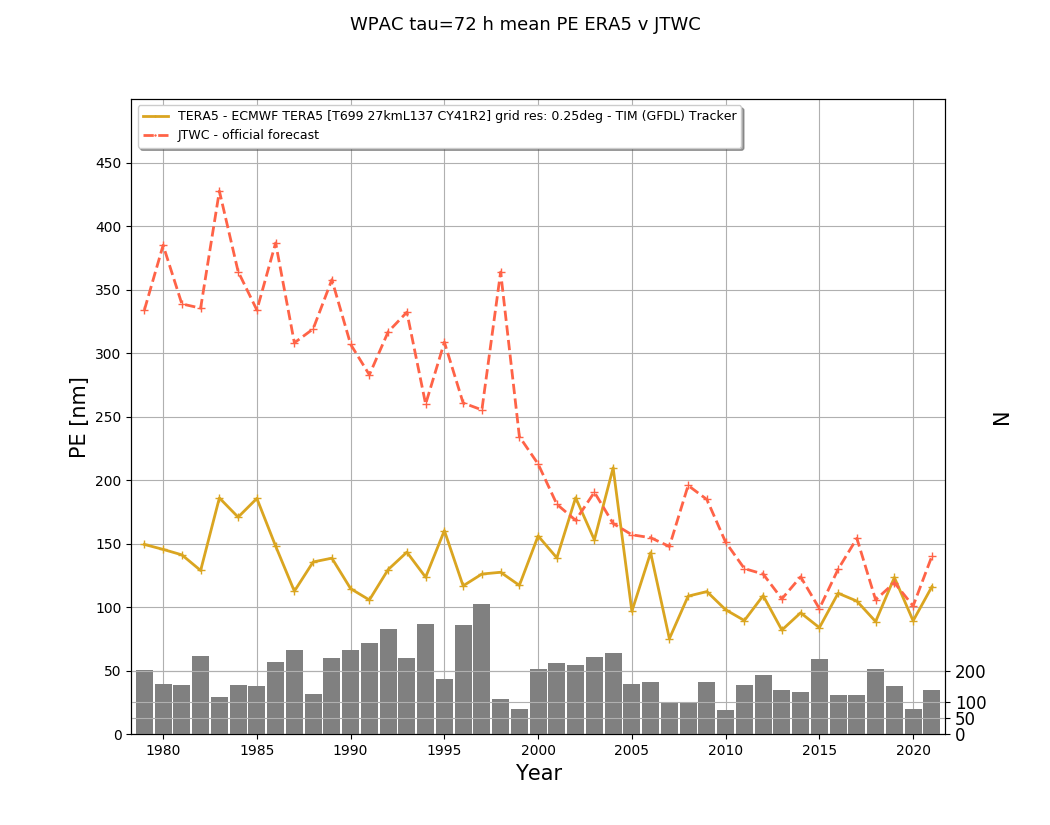 WPAC tau=72 h mean PE ERA5 v JTWC
TERA5 - ECMWF TERA5 [T699 27kmL137 CY41R2] grid res: 0.25deg - TIM (GFDL) Tracker
JTWC - official forecast
450
400
350
300
250
200
150
100
50
0
PE [nm]
N
200
100
50
0
1980 1985 1990 1995 2000 2005 2010 2015 2020
Year